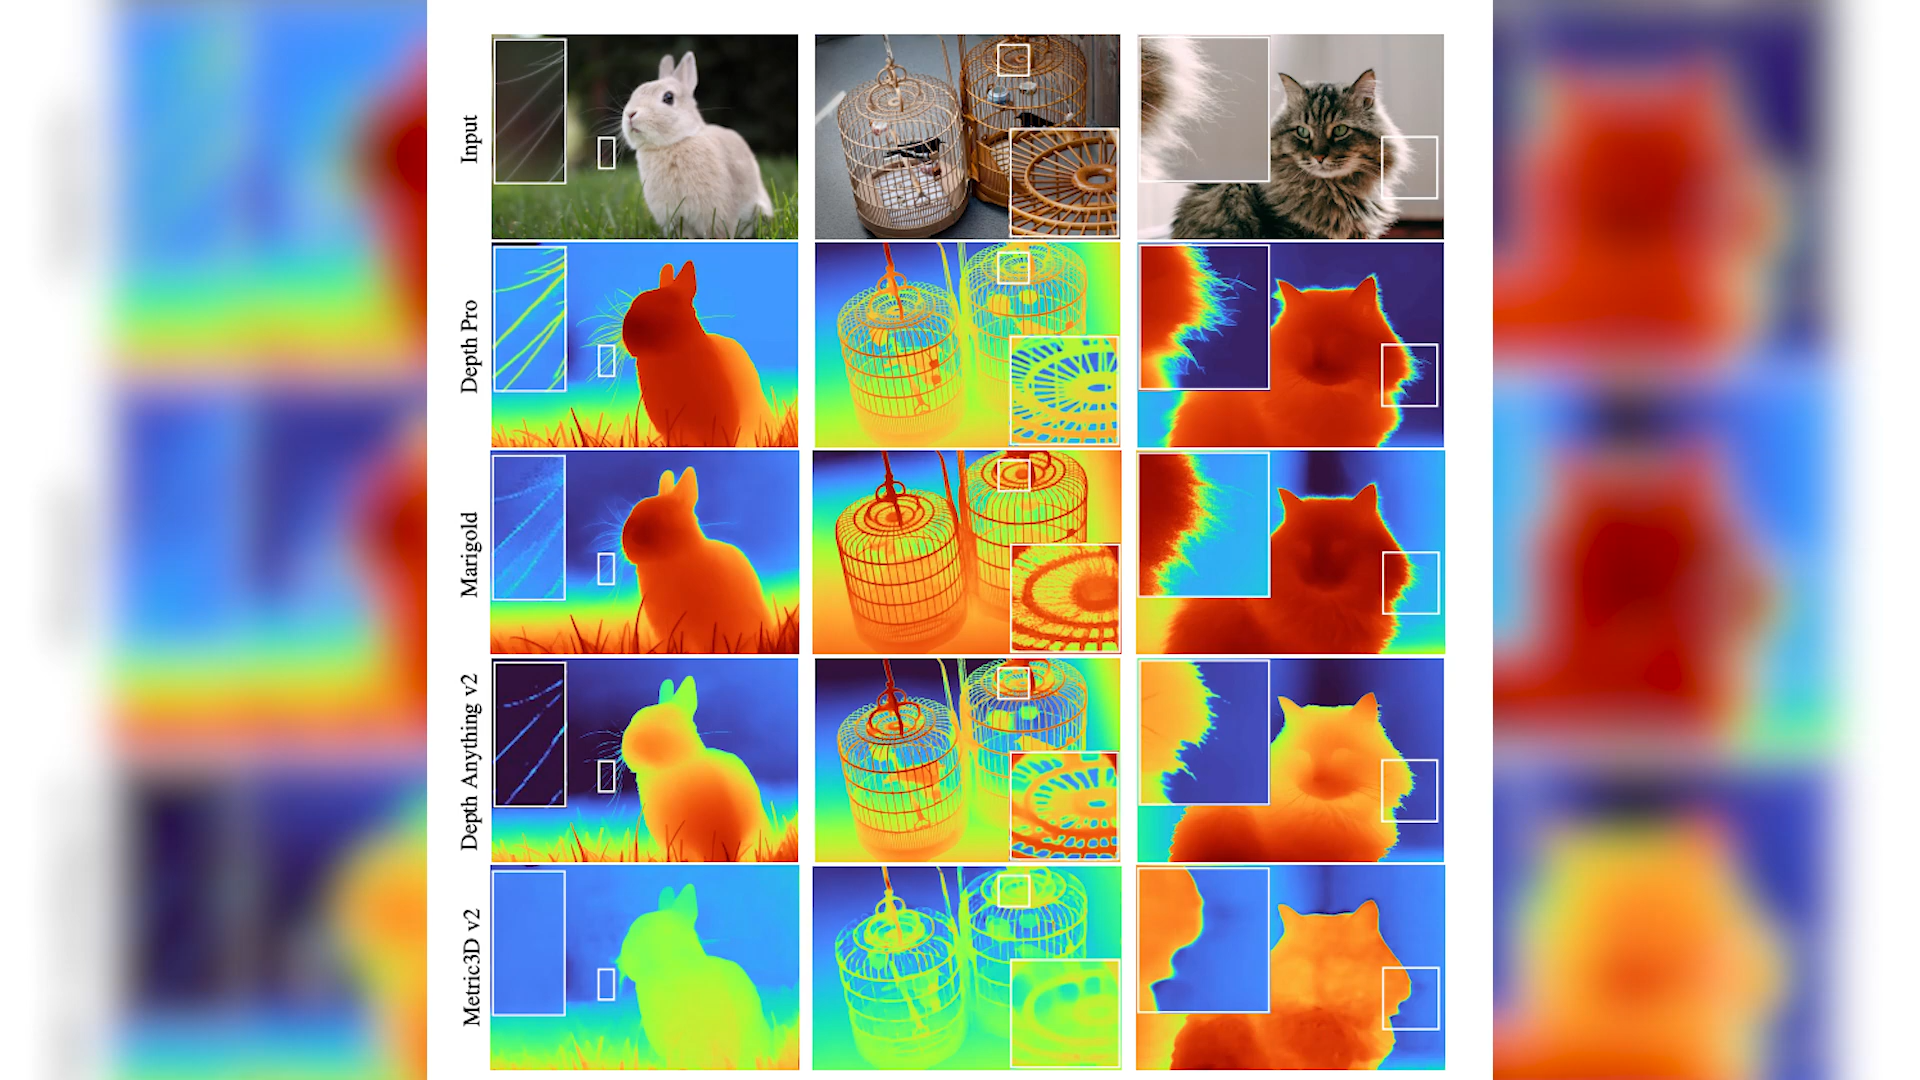 Input
Depth Pro
Marigold
Depth Anything v2
Metric3D v2